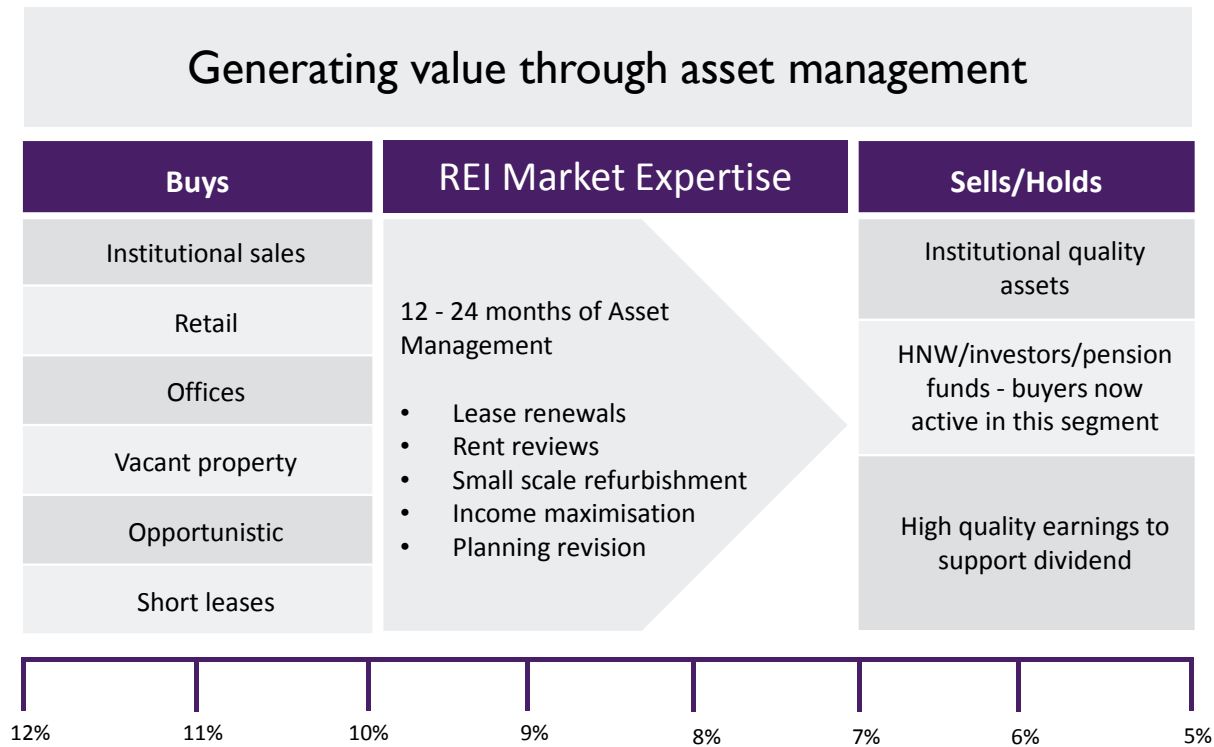 Generating value through asset management
Buys
Institutional sales
Retail
Offices
Vacant property
Opportunistic
Short leases
REI Market Expertise
12 - 24 months of Asset
Management
• Lease renewals
• Rent reviews
• Small scale refurbishment
• Income maximisation
• Planning revision
Sells/Holds
Institutional quality
assets
HNW/investors/pension
funds - buyers now
active in this segment
High quality earnings to
support dividend
12% 11% 10% 9% 8% 7% 6% 5%